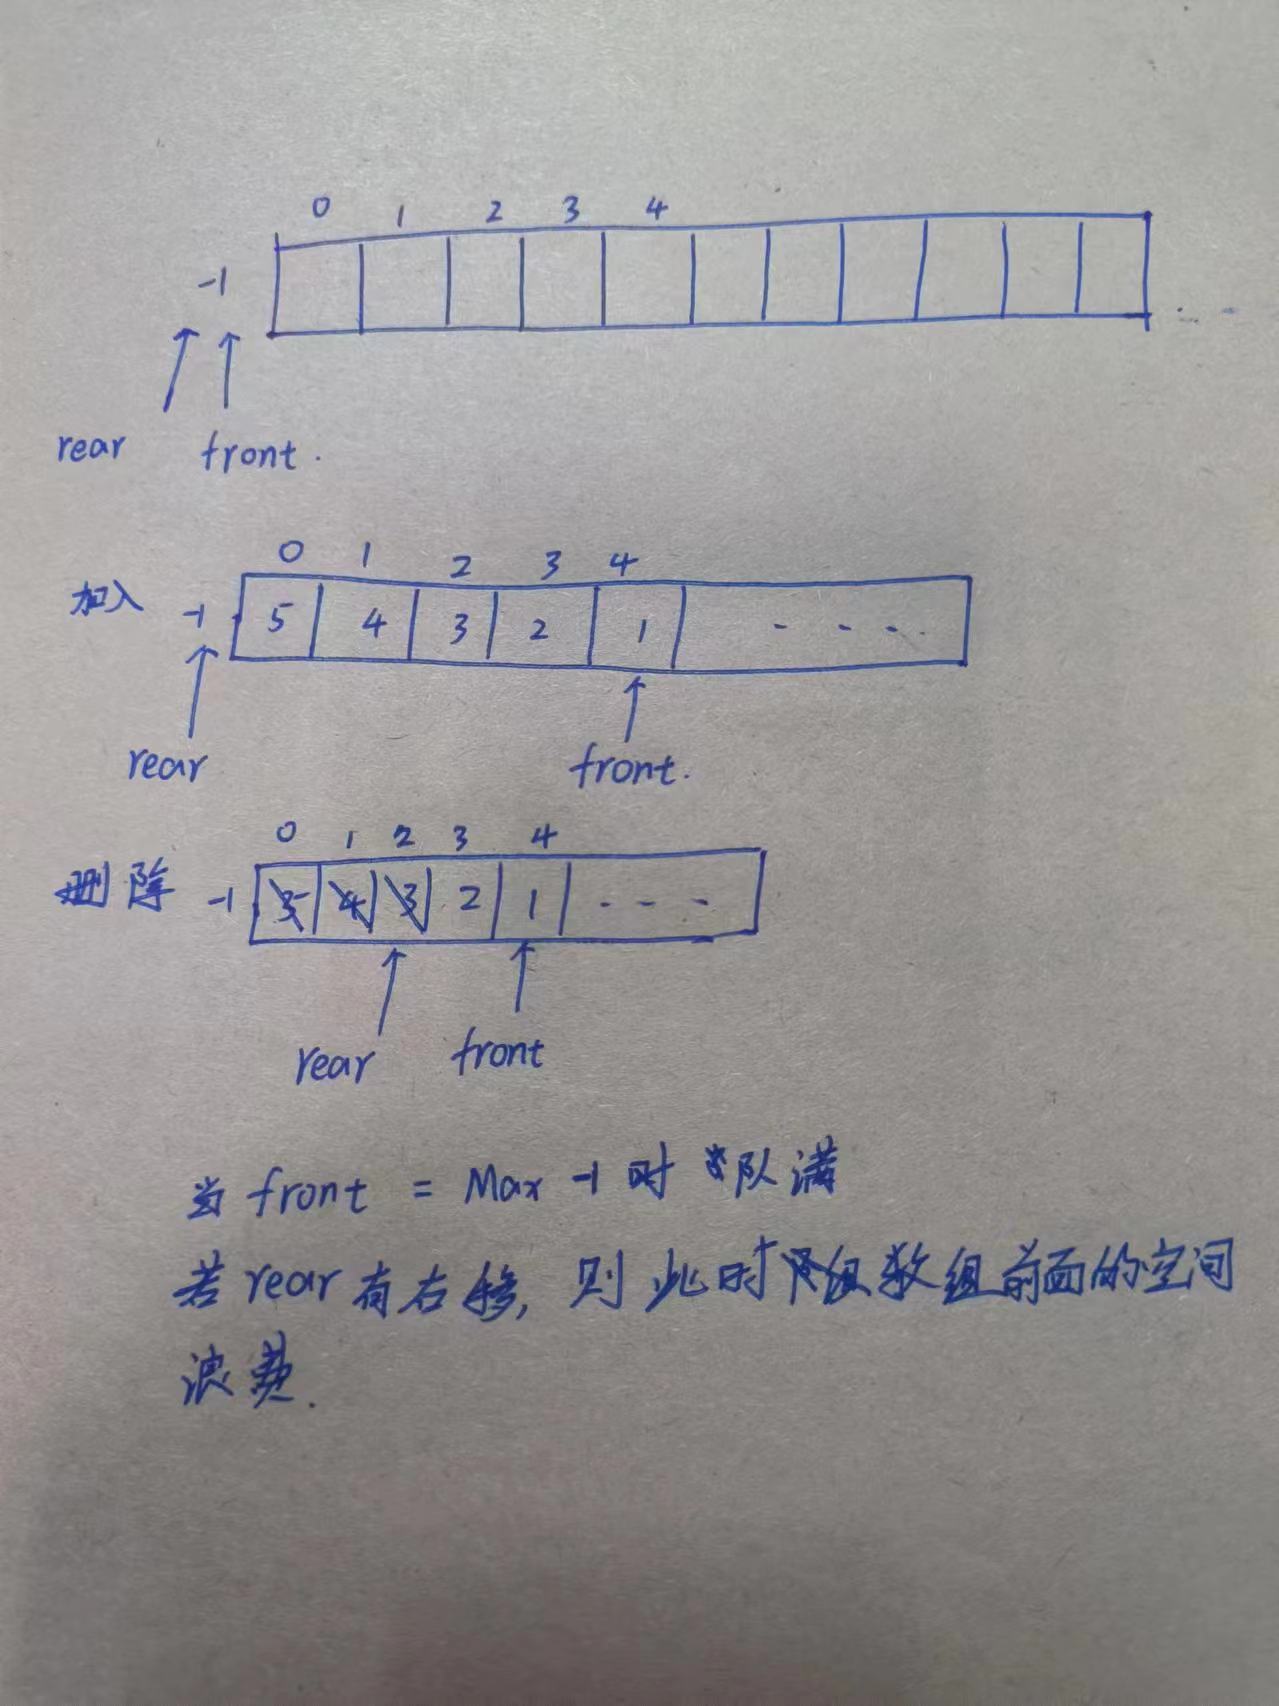 0 1 2 3 4
-1
rear front.
0 1 2 3 4
加入 -1 5 4 3 2 1 - - - .
rear front.
0 1 2 3 4
删除 -1 5 4 3 2 1 - - -
rear front
当 front = Max -1 时 队满
若 rear 有右移, 则此时数组前面的空间
浪费.